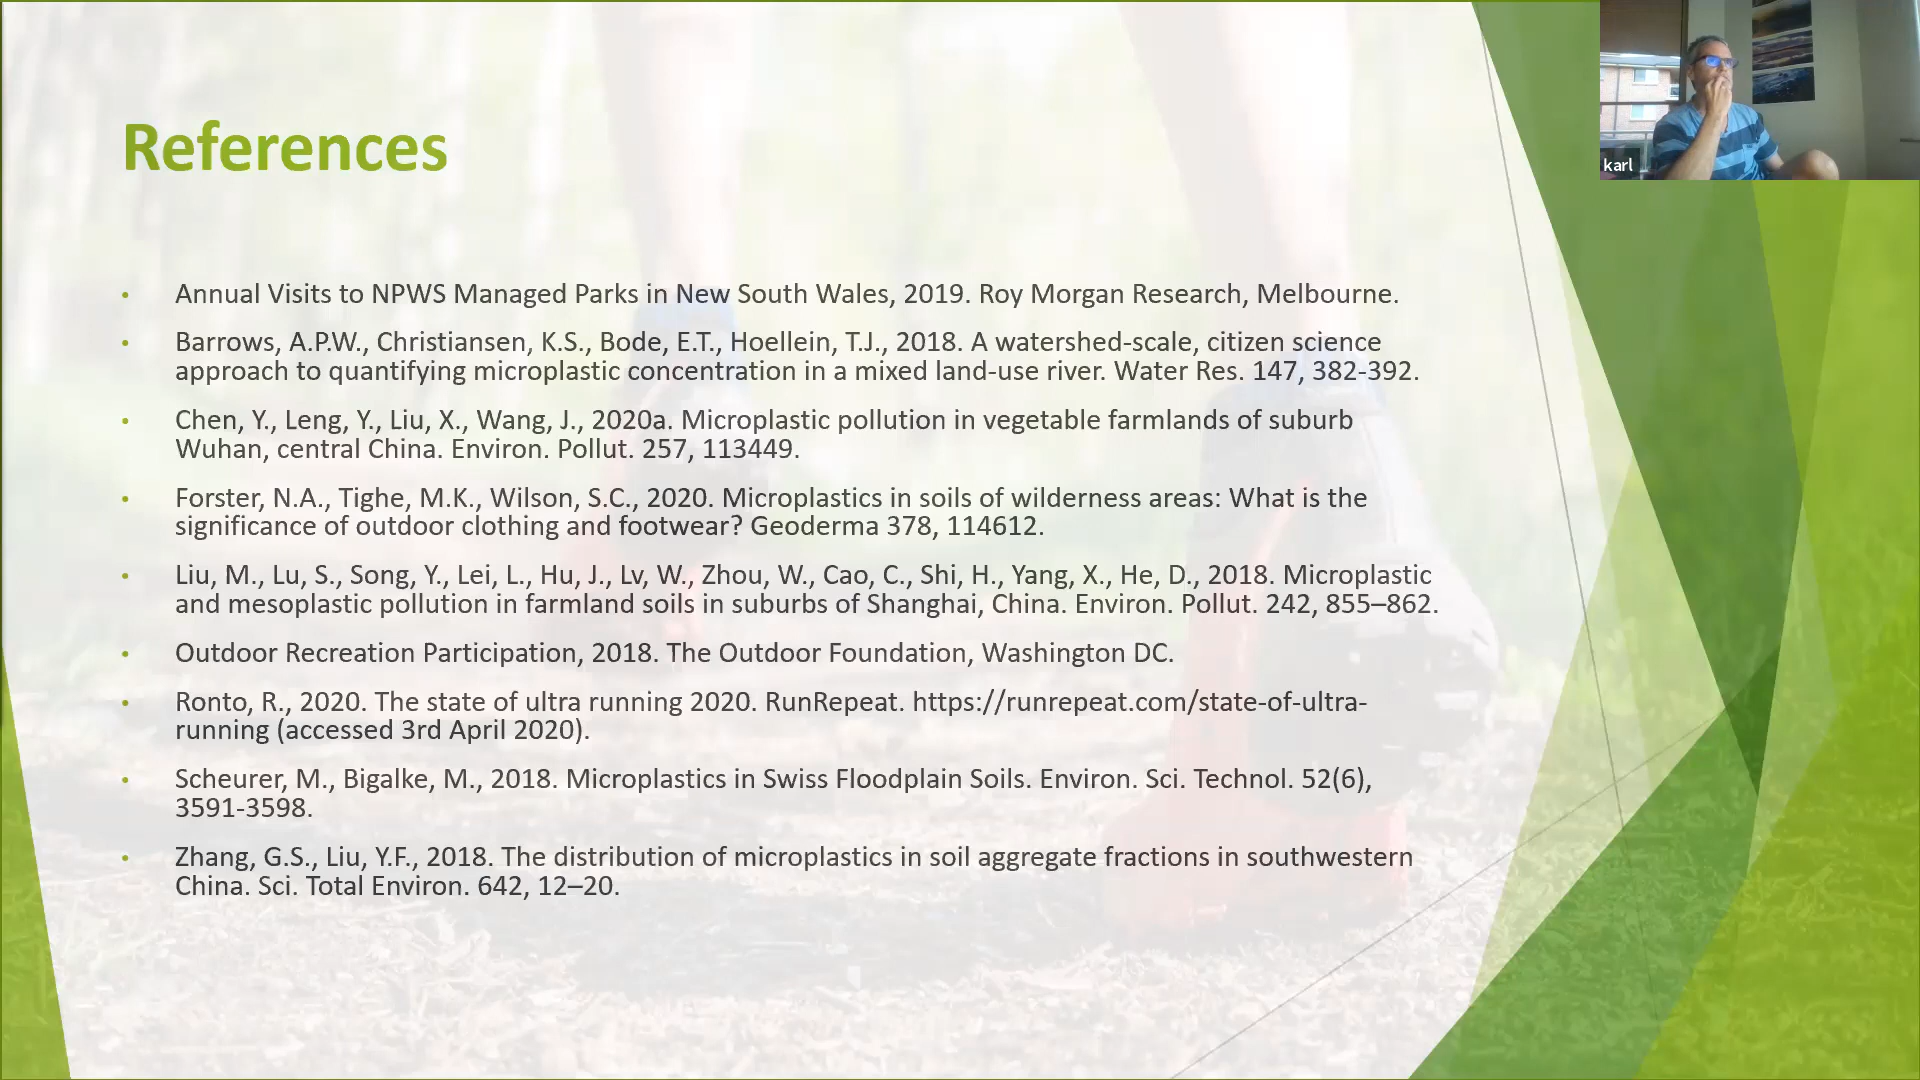 karl
References
• Annual Visits to NPWS Managed Parks in New South Wales, 2019. Roy Morgan Research, Melbourne.
• Barrows, A.P.W., Christiansen, K.S., Bode, E.T., Hoellein, T.J., 2018. A watershed-scale, citizen science
approach to quantifying microplastic concentration in a mixed land-use river. Water Res. 147, 382-392.
• Chen, Y., Leng, Y., Liu, X., Wang, J., 2020a. Microplastic pollution in vegetable farmlands of suburb
Wuhan, central China. Environ. Pollut. 257, 113449.
• Forster, N.A., Tighe, M.K., Wilson, S.C., 2020. Microplastics in soils of wilderness areas: What is the
significance of outdoor clothing and footwear? Geoderma 378, 114612.
• Liu, M., Lu, S., Song, Y., Lei, L., Hu, J., Lv, W., Zhou, W., Cao, C., Shi, H., Yang, X., He, D., 2018. Microplastic
and mesoplastic pollution in farmland soils in suburbs of Shanghai, China. Environ. Pollut. 242, 855–862.
• Outdoor Recreation Participation, 2018. The Outdoor Foundation, Washington DC.
• Ronto, R., 2020. The state of ultra running 2020. RunRepeat. https://runrepeat.com/state-of-ultra-
running (accessed 3rd April 2020).
• Scheurer, M., Bigalke, M., 2018. Microplastics in Swiss Floodplain Soils. Environ. Sci. Technol. 52(6),
3591-3598.
• Zhang, G.S., Liu, Y.F., 2018. The distribution of microplastics in soil aggregate fractions in southwestern
China. Sci. Total Environ. 642, 12–20.